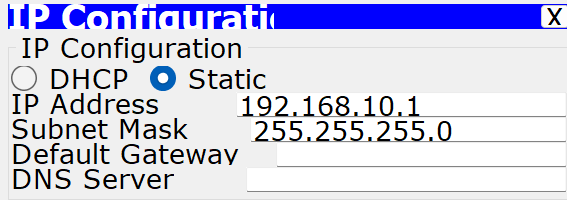 IP Configuratic X
IP Configuration
DHCP Static
IP Address 192.168.10.1
Subnet Mask 255.255.255.0
Default Gateway
DNS Server